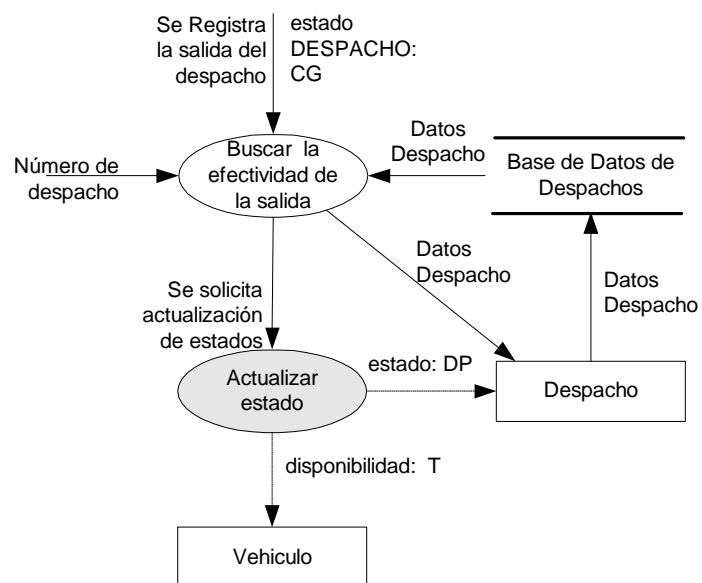 Se Registra
la salida del
despacho
estado
DESPACHO:
CG
Número de
despacho
Buscar la
efectividad de
la salida
Datos
Despacho
Base de Datos de
Despachos
Datos
Despacho
Datos
Despacho
Se solicita
actualización
de estados
Actualizar
estado
estado: DP
Despacho
disponibilidad: T
Vehiculo